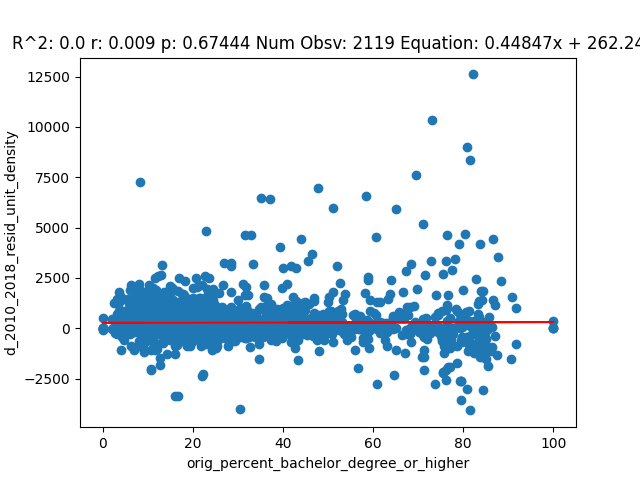 R^2: 0.0 r: 0.009 p: 0.67444 Num Obsv: 2119 Equation: 0.44847x + 262.24
12500
10000
7500
5000
2500
0
−2500
d_2010_2018_resid_unit_density
0 20 40 60 80 100
orig_percent_bachelor_degree_or_higher